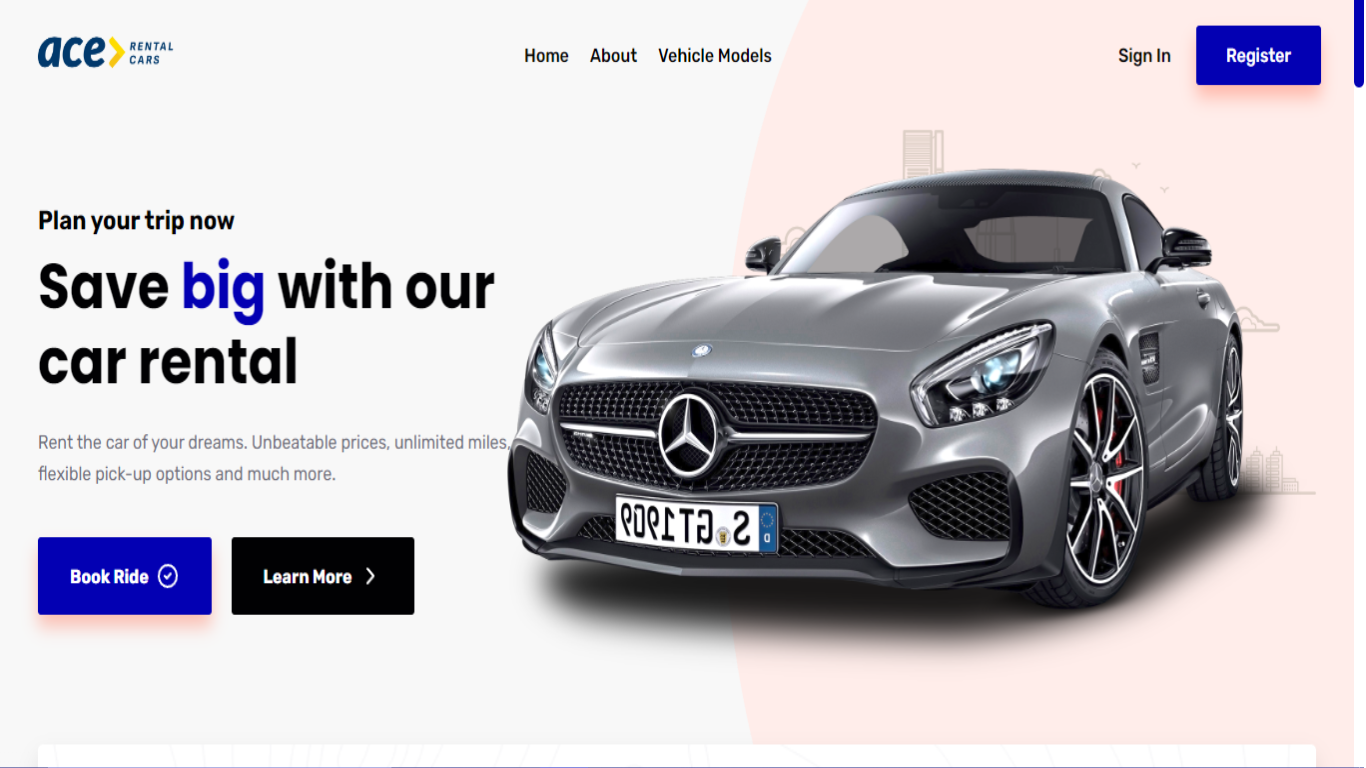 ace RENTAL CARS
Home About Vehicle Models
Sign In Register
Plan your trip now
Save big with our
car rental
Rent the car of your dreams. Unbeatable prices, unlimited miles,
flexible pick-up options and much more.
Book Ride Learn More
S GT1909
D